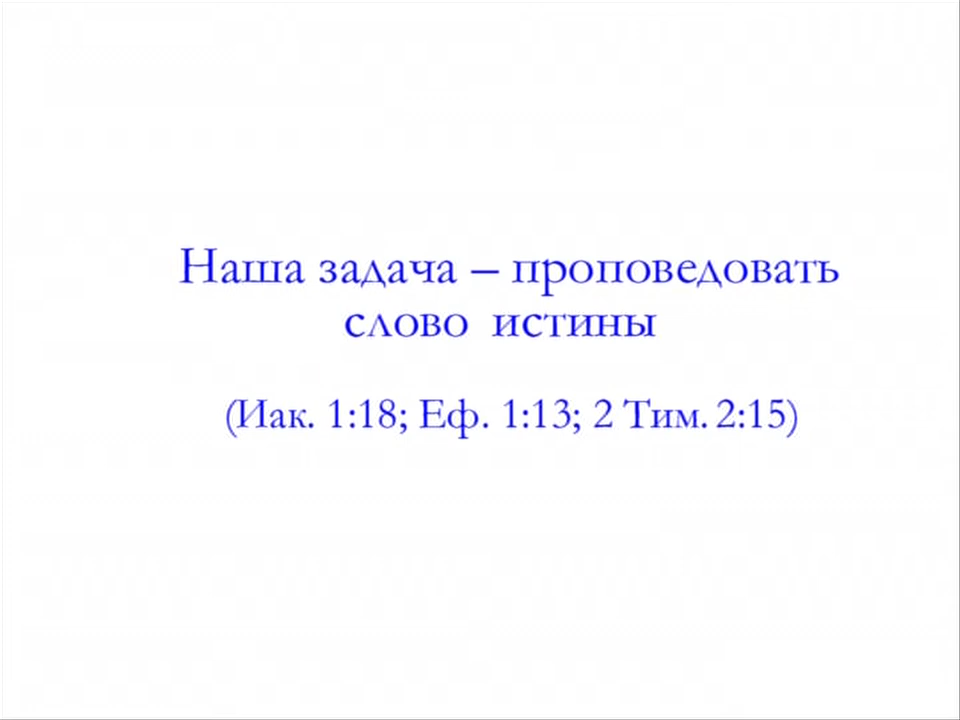 Наша задача – проповедовать
слово истины
(Иак. 1:18; Еф. 1:13; 2 Тим. 2:15)